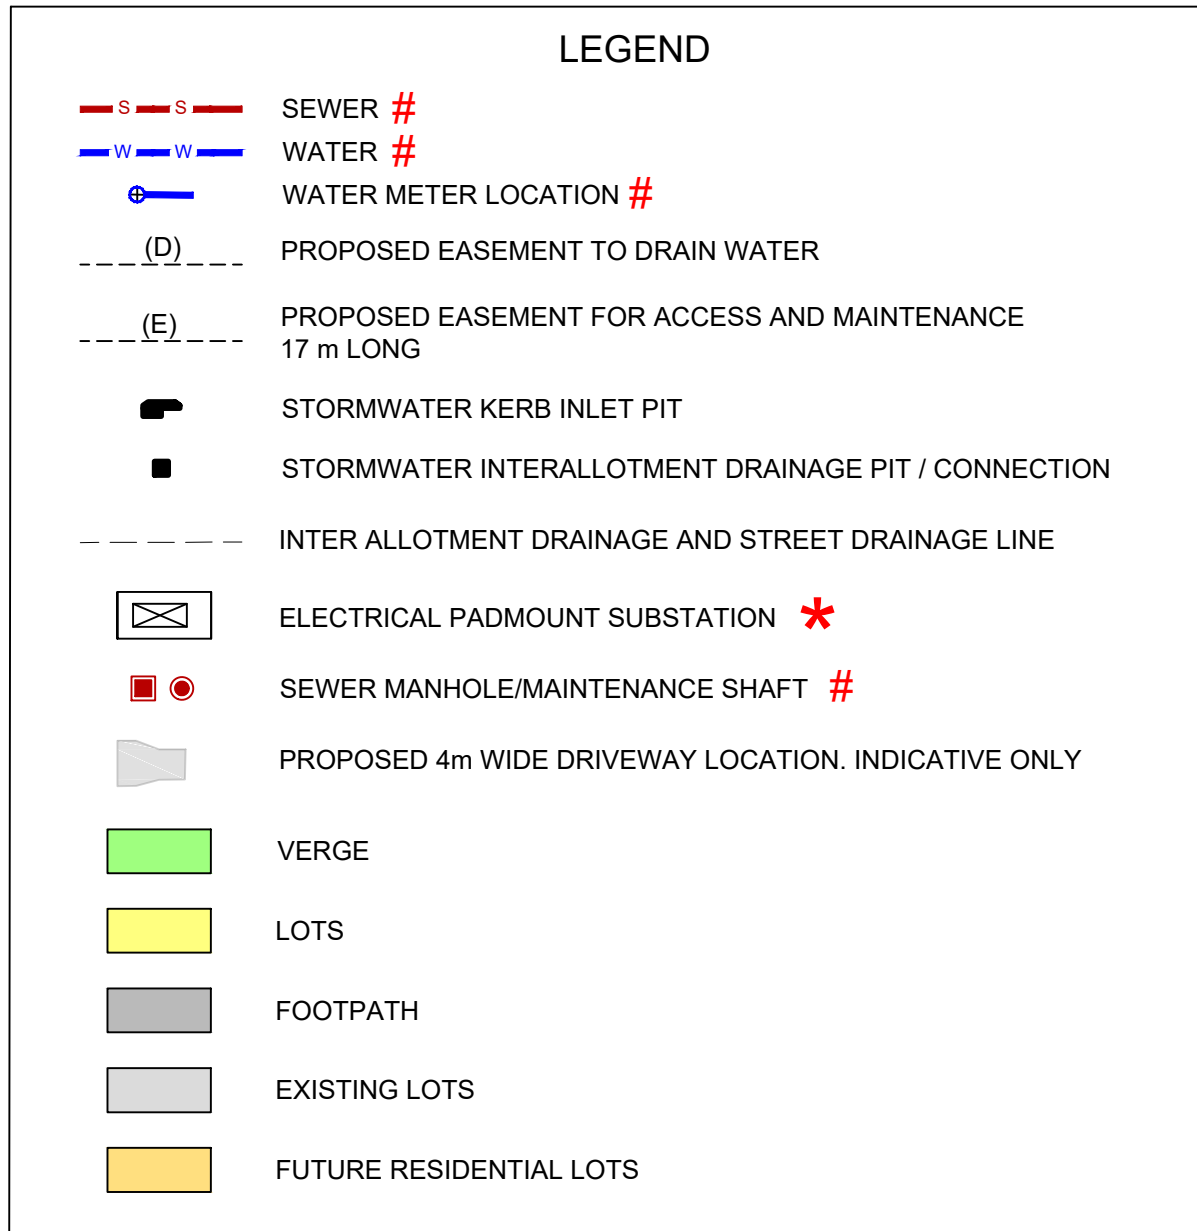 LEGEND
S S SEWER #
W W WATER #
WATER METER LOCATION #
(D) PROPOSED EASEMENT TO DRAIN WATER
(E) PROPOSED EASEMENT FOR ACCESS AND MAINTENANCE
17 m LONG
STORMWATER KERB INLET PIT
STORMWATER INTERALLOTMENT DRAINAGE PIT / CONNECTION
INTER ALLOTMENT DRAINAGE AND STREET DRAINAGE LINE
ELECTRICAL PADMOUNT SUBSTATION *
SEWER MANHOLE/MAINTENANCE SHAFT #
PROPOSED 4m WIDE DRIVEWAY LOCATION. INDICATIVE ONLY
VERGE
LOTS
FOOTPATH
EXISTING LOTS
FUTURE RESIDENTIAL LOTS